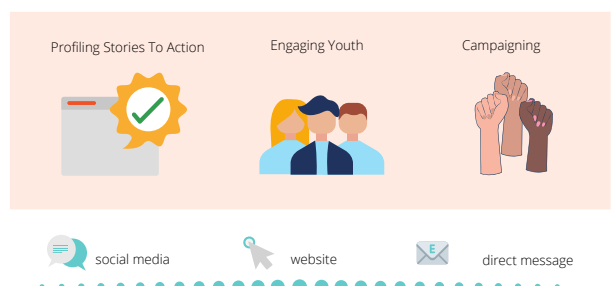 Profiling Stories To Action
Engaging Youth
Campaigning
social media
website
E
direct message